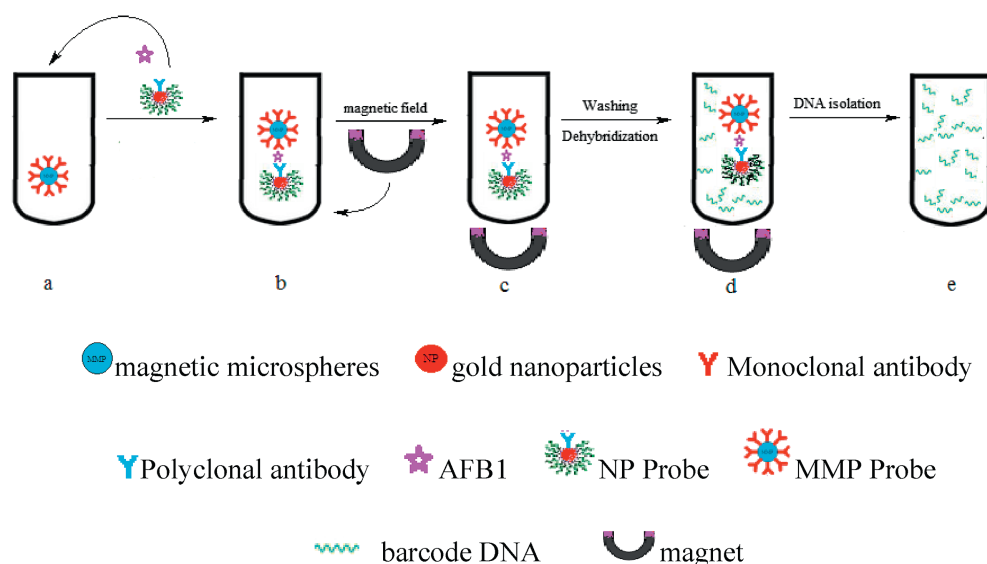 magnetic field
Washing
Dehybridization
DNA isolation
a
b
c
d
e
MMP magnetic microspheres
NP gold nanoparticles
Monoclonal antibody
Polyclonal antibody
AFB1
NP Probe
MMP Probe
barcode DNA
magnet